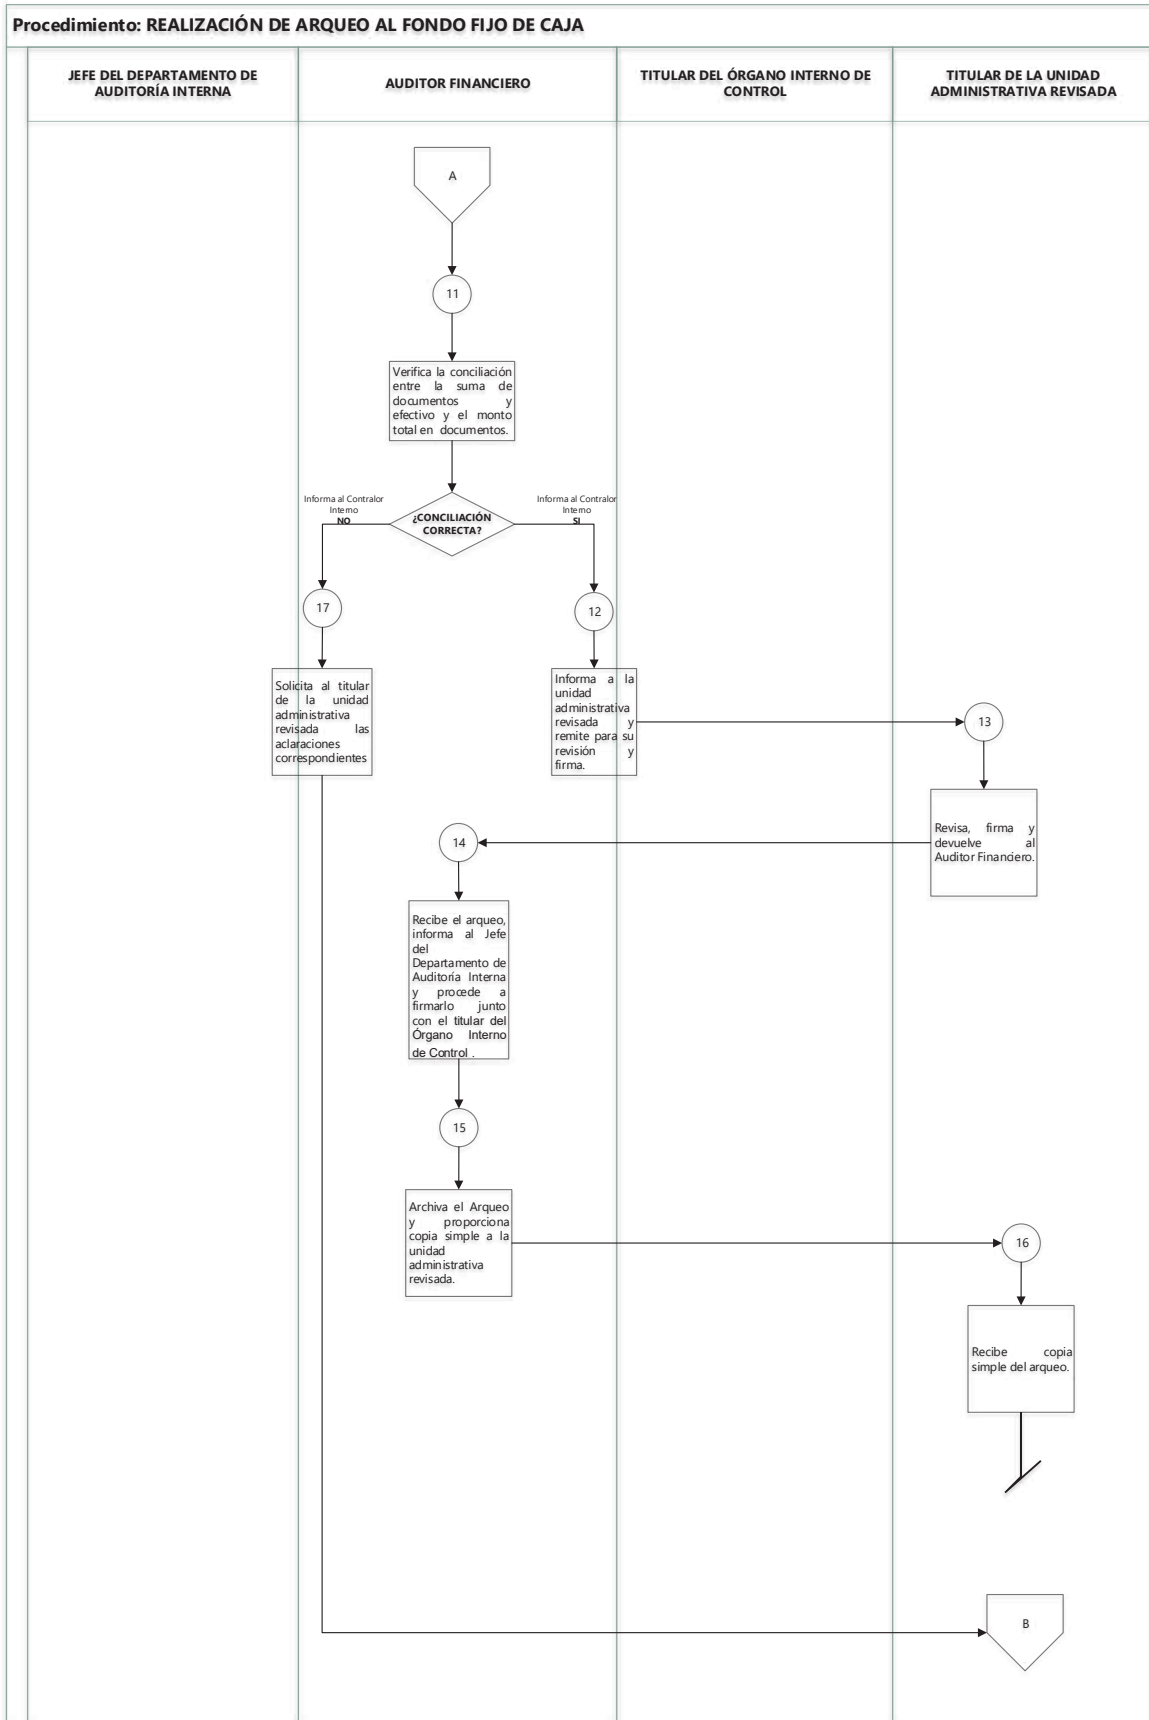 Procedimiento: REALIZACIÓN DE ARQUEO AL FONDO FIJO DE CAJA
JEFE DEL DEPARTAMENTO DE
AUDITORÍA INTERNA
AUDITOR FINANCIERO
TITULAR DEL ÓRGANO INTERNO DE
CONTROL
TITULAR DE LA UNIDAD
ADMINISTRATIVA REVISADA
A
11
Verifica la conciliación
entre la suma de
documentos y
efectivo y el monto
total en documentos.
Informa al Contralor
Interno
NO
¿CONCILIACIÓN
CORRECTA?
Informa al Contralor
Interno
SI
17
12
Solicita al titular
de la unidad
administrativa
revisada las
aclaraciones
correspondientes
Informa a la
unidad
administrativa
revisada y
remite para su
revisión y
firma.
13
Revisa, firma y
devuelve al
Auditor Financiero.
14
Recibe el arqueo,
informa al Jefe
del
Departamento de
Auditoría Interna
y procede a
firmarlo junto
con el titular del
Órgano Interno
de Control .
15
Archiva el Arqueo
y proporciona
copia simple a la
unidad
administrativa
revisada.
16
Recibe copia
simple del arqueo.
B